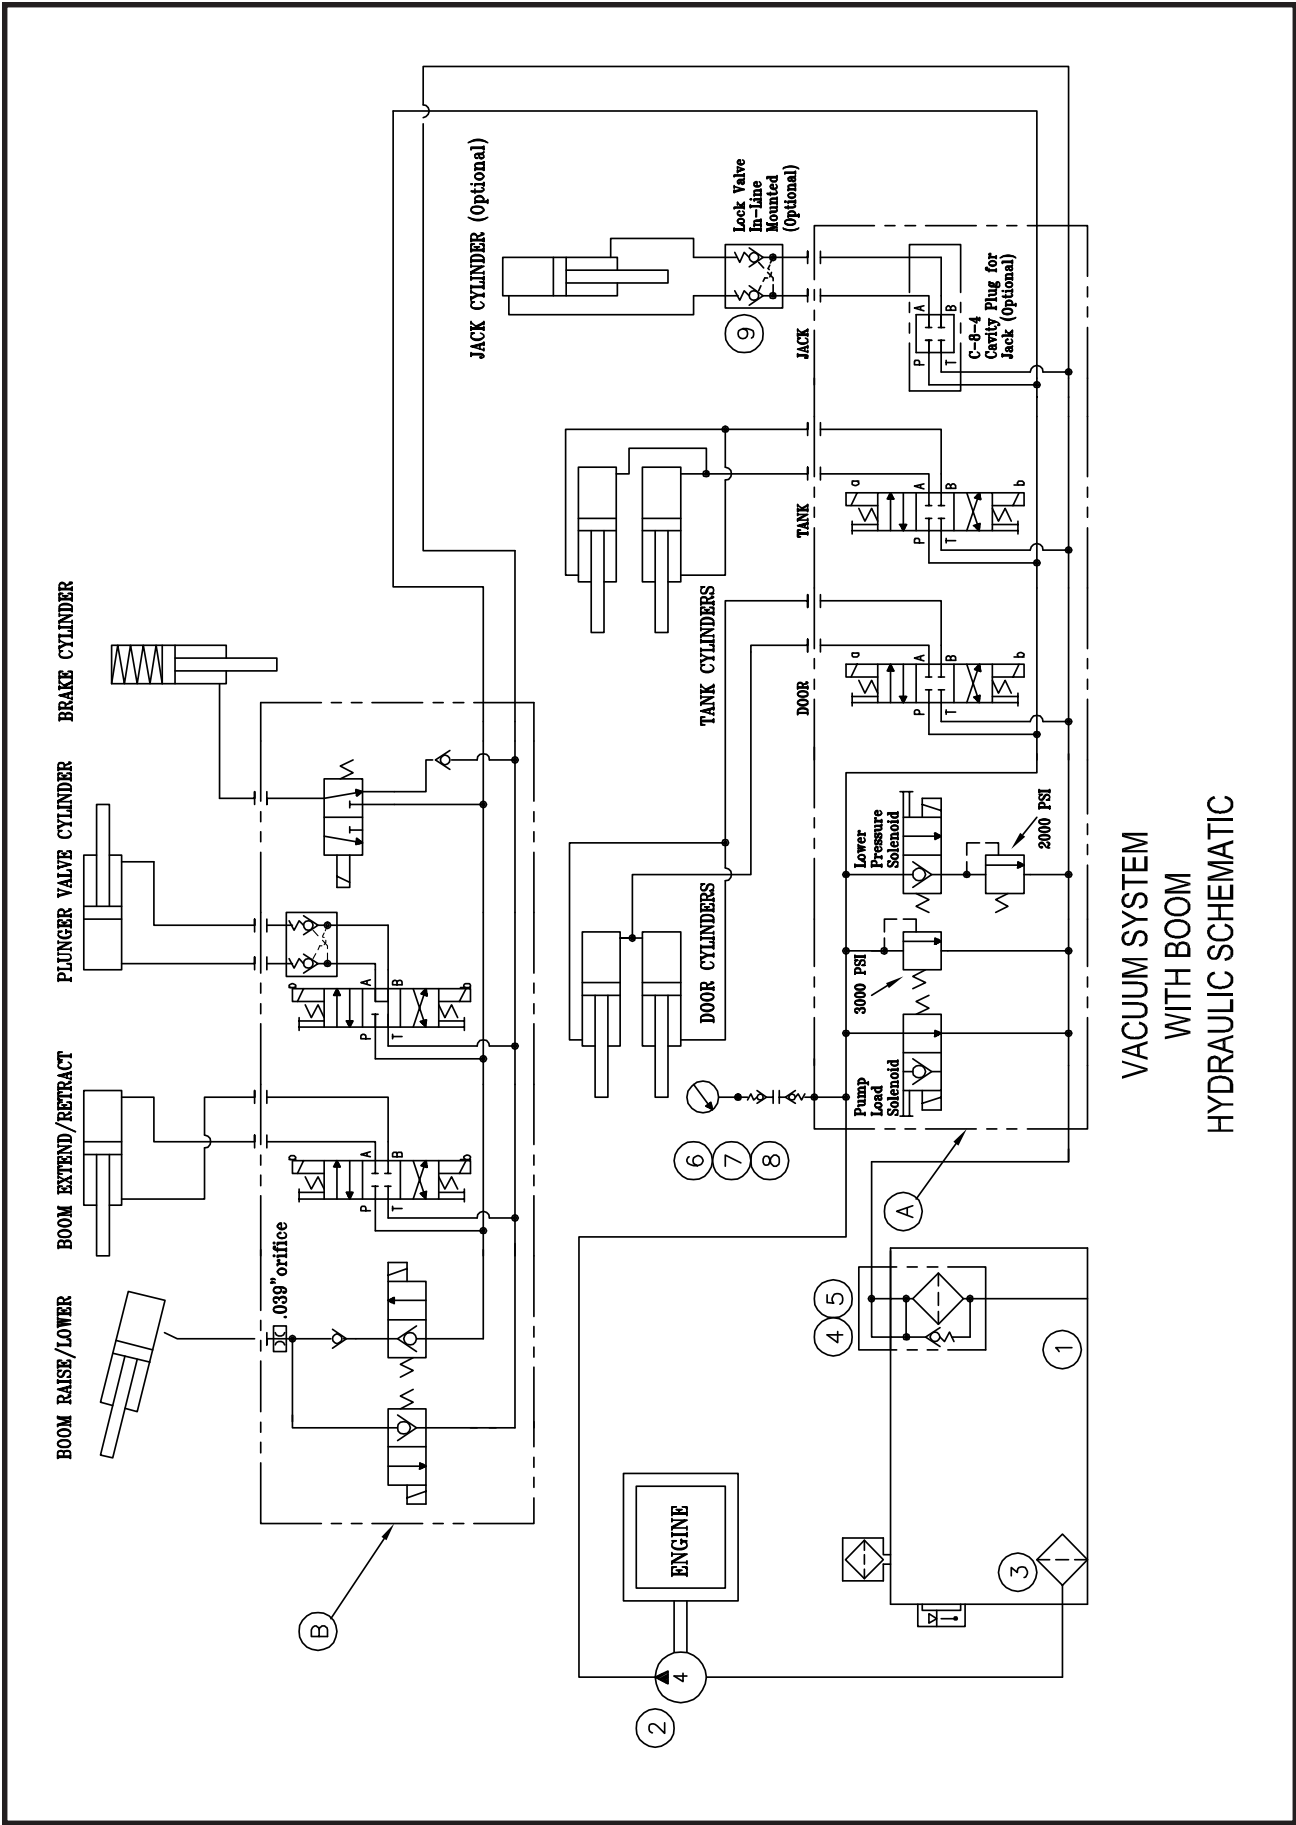 BOOM RAISE/LOWER
BOOM EXTEND/RETRACT
PLUNGER VALVE CYLINDER
BRAKE CYLINDER
.039" orifice
P
T
A
B
a
b
P
T
A
B
a
b
B
JACK CYLINDER (Optional)
Lock Valve
In-Line
Mounted
(Optional)
9
ENGINE
4
2
DOOR CYLINDERS
TANK CYLINDERS
6
7
8
DOOR
TANK
JACK
Pump
Load
Solenoid
3000 PSI
Lower
Pressure
Solenoid
2000 PSI
P
T
A
B
a
b
P
T
A
B
a
b
P
T
A
B
C-8-4
Cavity Plug for
Jack (Optional)
A
4
5
1
3
VACUUM SYSTEM
WITH BOOM
HYDRAULIC SCHEMATIC